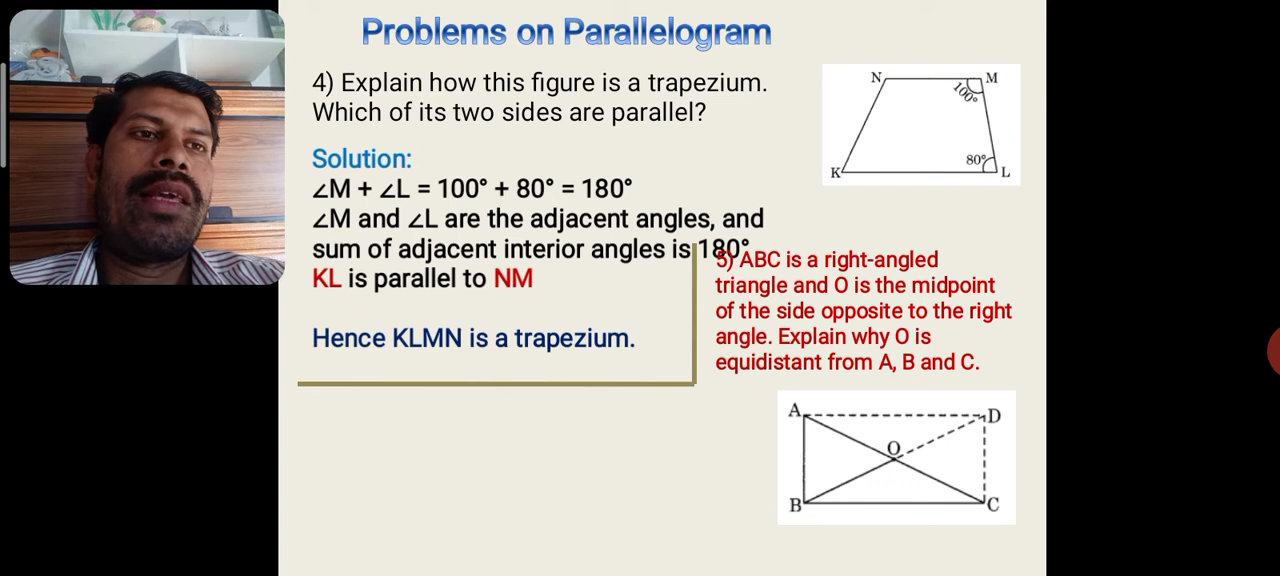 Problems on Parallelogram
4) Explain how this figure is a trapezium.
Which of its two sides are parallel?
N
M
100°
80°
K
L
Solution:
∠M + ∠L = 100° + 80° = 180°
∠M and ∠L are the adjacent angles, and
sum of adjacent interior angles is 180°
KL is parallel to NM
Hence KLMN is a trapezium.
5) ABC is a right-angled
triangle and O is the midpoint
of the side opposite to the right
angle. Explain why O is
equidistant from A, B and C.
A
D
O
B
C